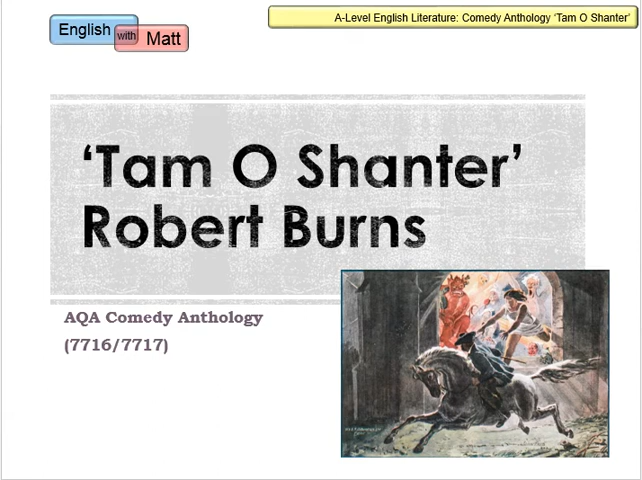 English
with
Matt
A-Level English Literature: Comedy Anthology ‘Tam O Shanter’
‘Tam O Shanter’
Robert Burns
AQA Comedy Anthology
(7716/7717)